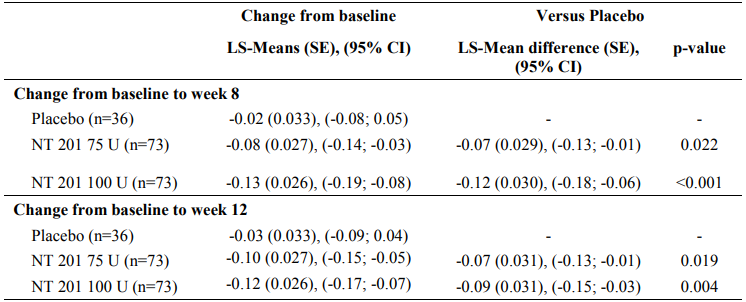 Change from baseline Versus Placebo
LS-Means (SE), (95% CI) LS-Mean difference (SE), (95% CI) p-value
Change from baseline to week 8
Placebo (n=36) -0.02 (0.033), (-0.08; 0.05) - -
NT 201 75 U (n=73) -0.08 (0.027), (-0.14; -0.03) -0.07 (0.029), (-0.13; -0.01) 0.022
NT 201 100 U (n=73) -0.13 (0.026), (-0.19; -0.08) -0.12 (0.030), (-0.18; -0.06) <0.001
Change from baseline to week 12
Placebo (n=36) -0.03 (0.033), (-0.09; 0.04) - -
NT 201 75 U (n=73) -0.10 (0.027), (-0.15; -0.05) -0.07 (0.031), (-0.13; -0.01) 0.019
NT 201 100 U (n=73) -0.12 (0.026), (-0.17; -0.07) -0.09 (0.031), (-0.15; -0.03) 0.004